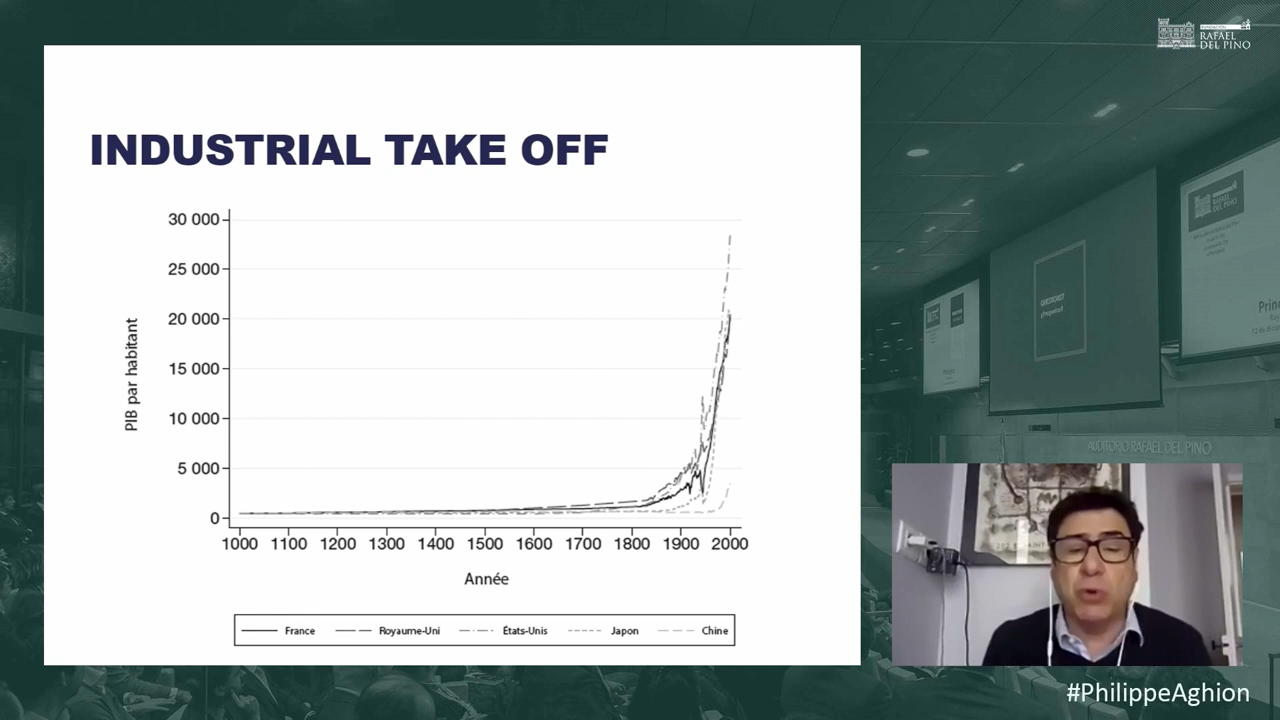 FUNDACIÓN
RAFAEL
DEL PINO
INDUSTRIAL TAKE OFF
30 000
25 000
20 000
15 000
10 000
5 000
0
PIB par habitant
1000 1100 1200 1300 1400 1500 1600 1700 1800 1900 2000
Année
France Royaume-Uni États-Unis Japon Chine
AUDITORIO RAFAEL DEL PINO
#PhilippeAghion